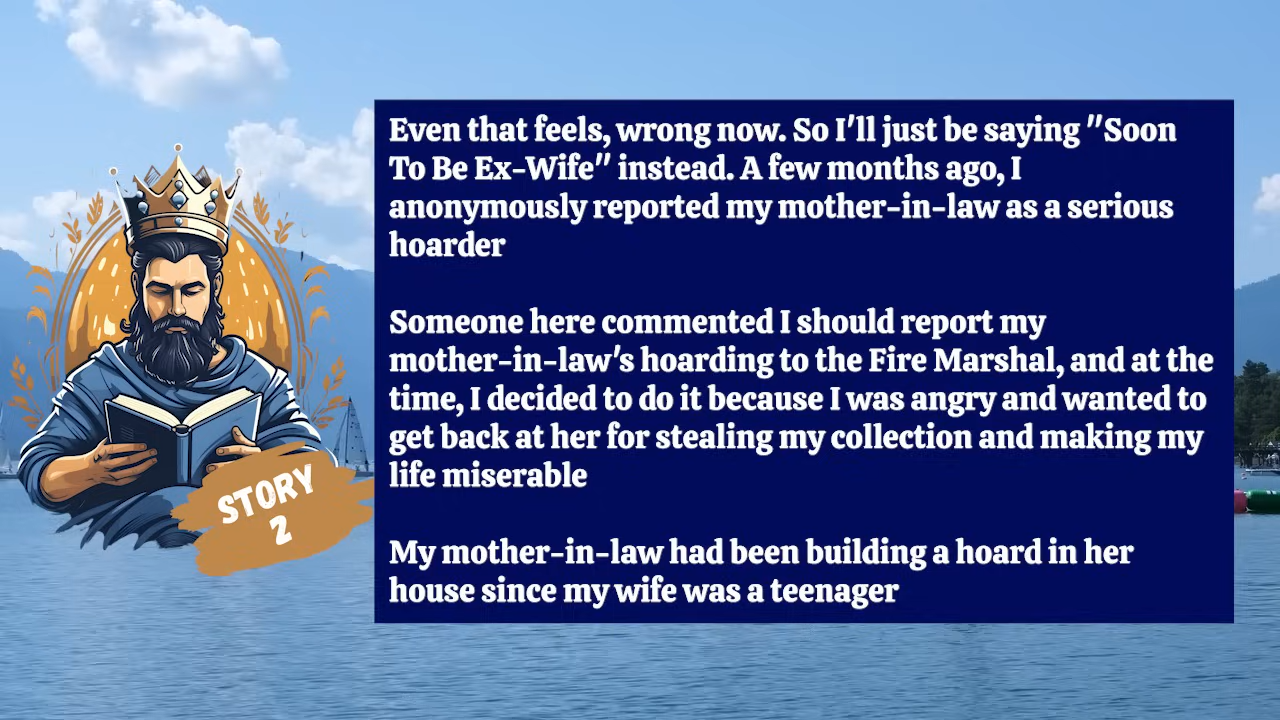 Even that feels, wrong now. So I'll just be saying "Soon
To Be Ex-Wife" instead. A few months ago, I
anonymously reported my mother-in-law as a serious
hoarder
Someone here commented I should report my
mother-in-law's hoarding to the Fire Marshal, and at the
time, I decided to do it because I was angry and wanted to
get back at her for stealing my collection and making my
life miserable
My mother-in-law had been building a hoard in her
house since my wife was a teenager
STORY
2